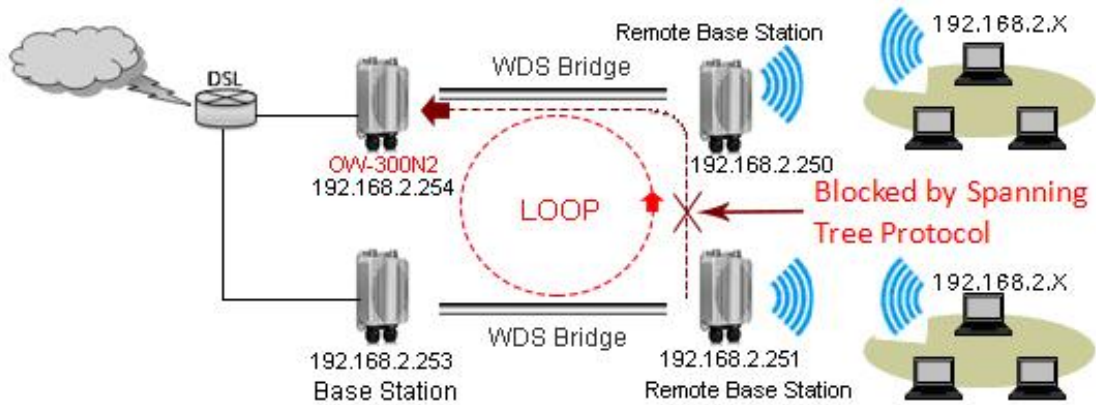 Remote Base Station
192.168.2.X
WDS Bridge
DSL
OW-300N2
192.168.2.254
192.168.2.250
LOOP
Blocked by Spanning
Tree Protocol
192.168.2.X
WDS Bridge
192.168.2.253
Base Station
192.168.2.251
Remote Base Station